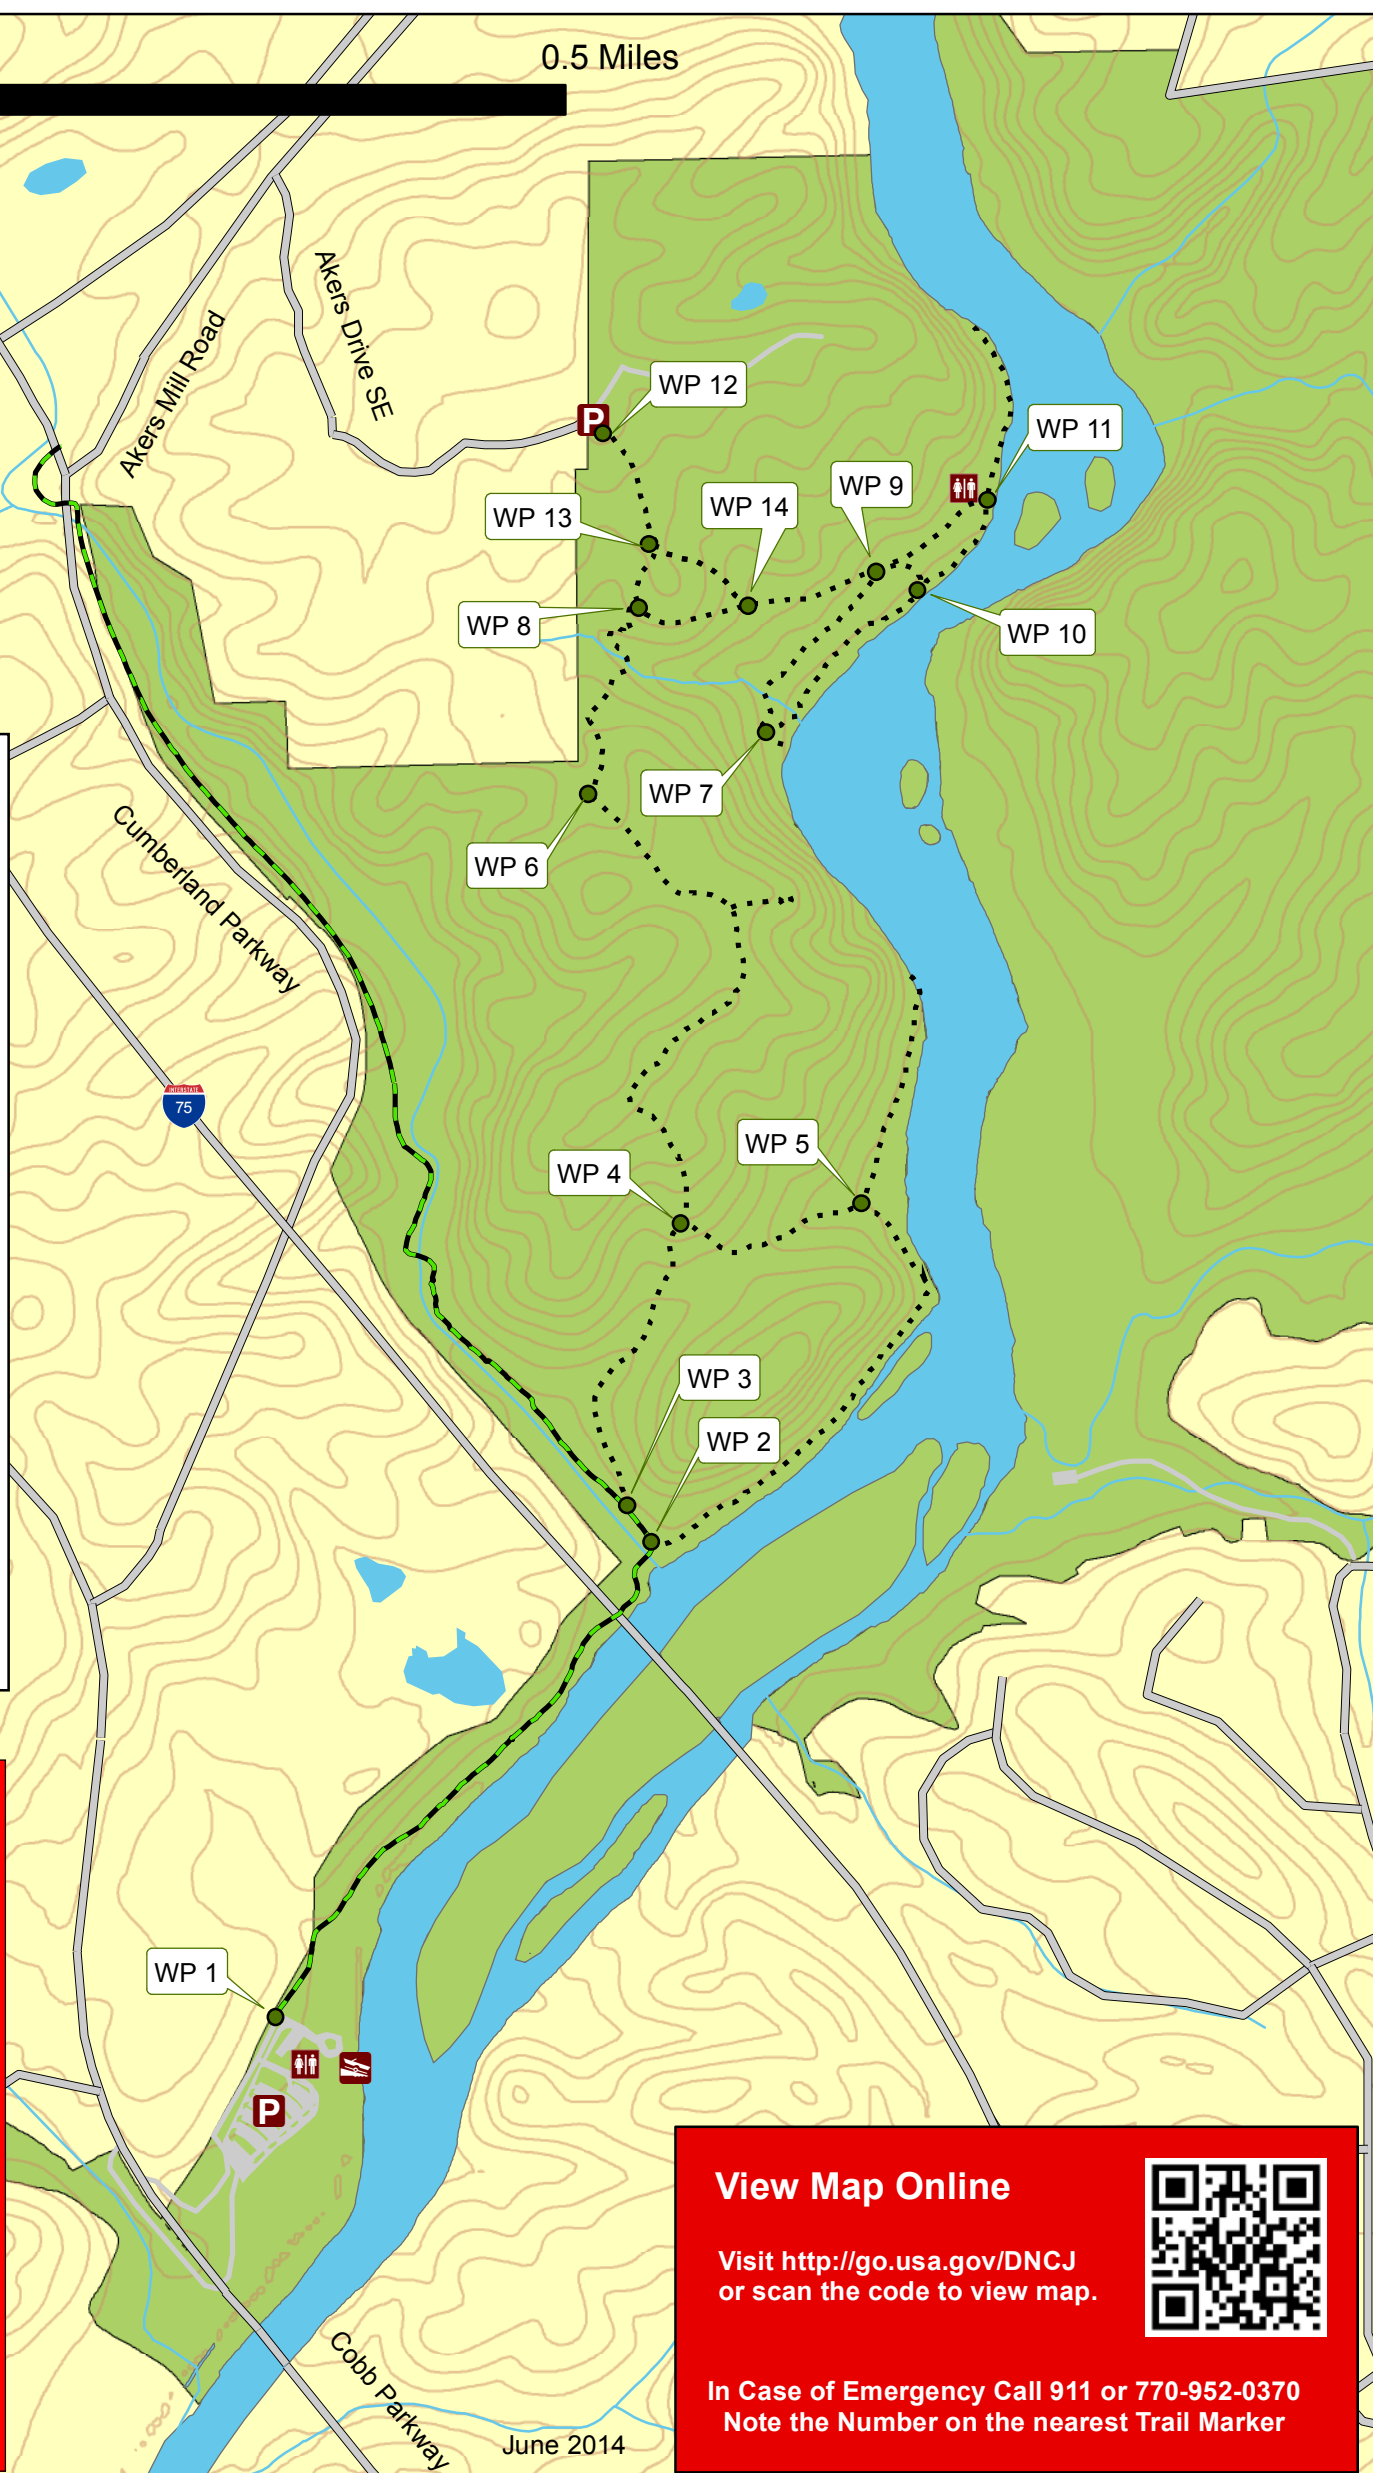 0.5 Miles
Akers Drive SE
Akers Mill Road
WP 12
WP 11
WP 9
WP 14
WP 13
WP 8
WP 10
WP 7
WP 6
Cumberland Parkway
INTERSTATE
75
WP 5
WP 4
WP 3
WP 2
WP 1
P
P
View Map Online
Visit http://go.usa.gov/DNCJ
or scan the code to view map.
In Case of Emergency Call 911 or 770-952-0370
Note the Number on the nearest Trail Marker
Cobb Parkway
June 2014